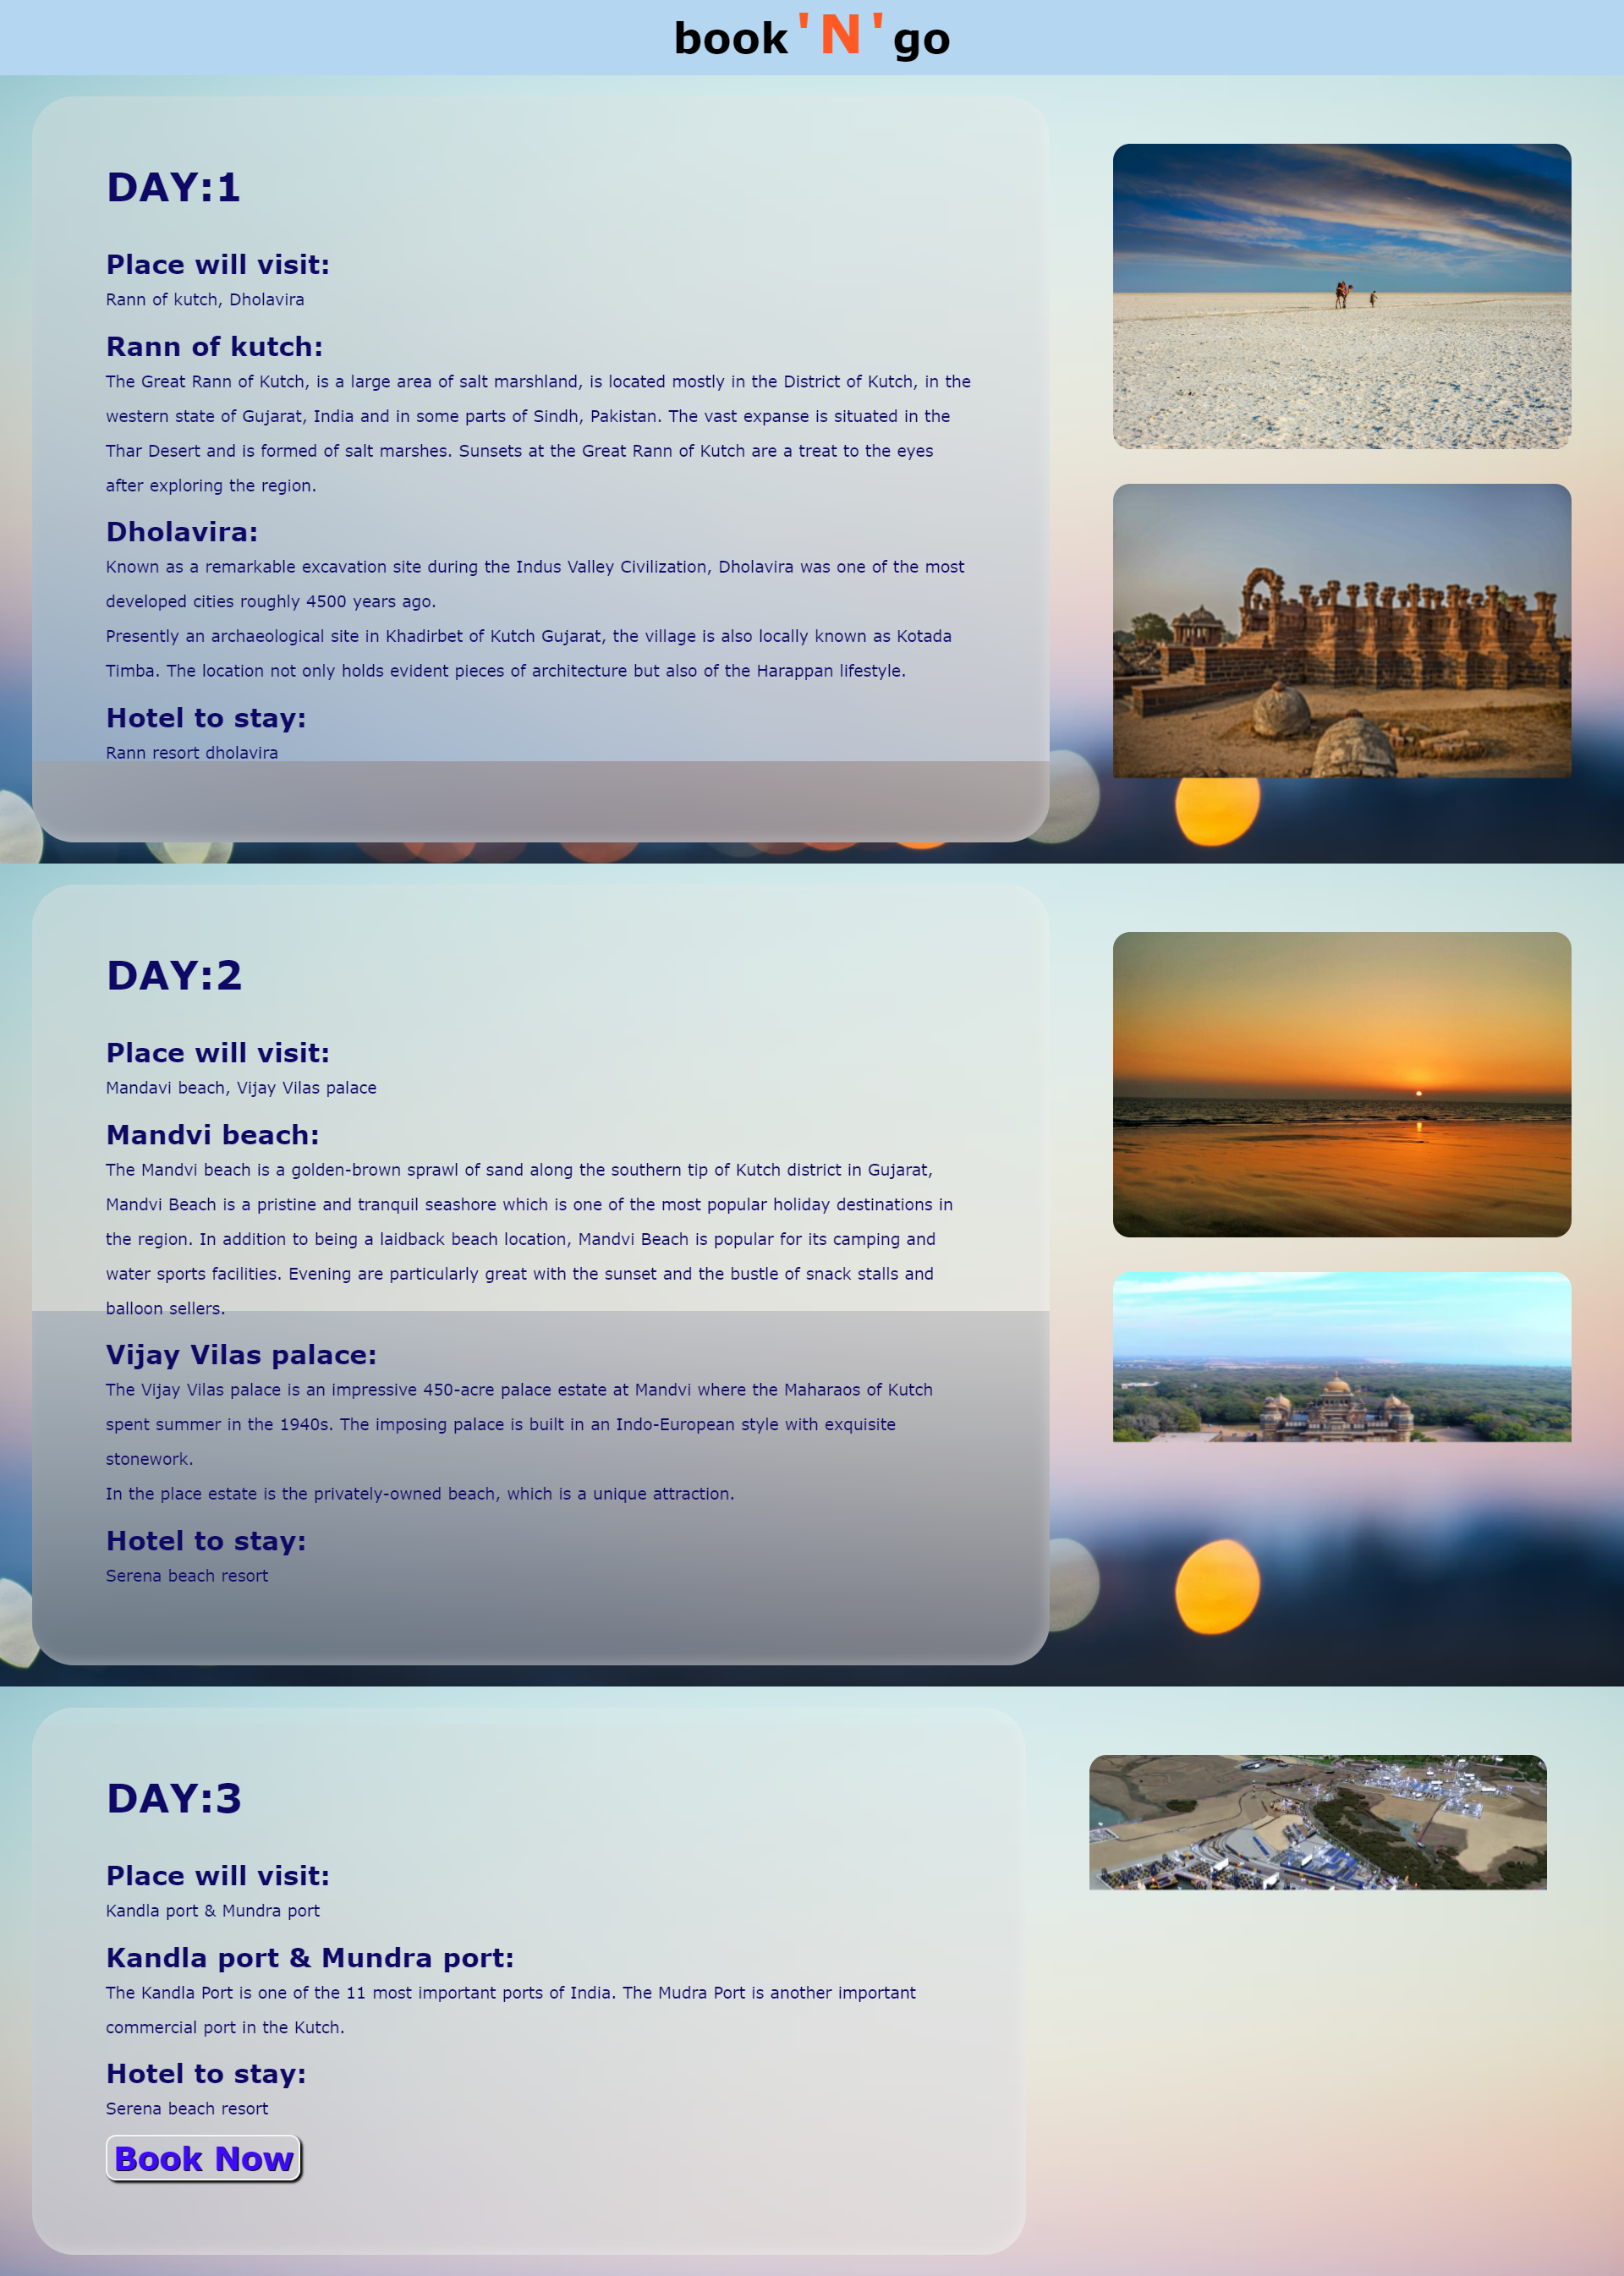 book 'N' go
DAY:1
Place will visit:
Rann of kutch, Dholavira
Rann of kutch:
The Great Rann of Kutch, is a large area of salt marshland, is located mostly in the District of Kutch, in the
western state of Gujarat, India and in some parts of Sindh, Pakistan. The vast expanse is situated in the
Thar Desert and is formed of salt marshes. Sunsets at the Great Rann of Kutch are a treat to the eyes
after exploring the region.
Dholavira:
Known as a remarkable excavation site during the Indus Valley Civilization, Dholavira was one of the most
developed cities roughly 4500 years ago.
Presently an archaeological site in Khadirbet of Kutch Gujarat, the village is also locally known as Kotada
Timba. The location not only holds evident pieces of architecture but also of the Harappan lifestyle.
Hotel to stay:
Rann resort dholavira
DAY:2
Place will visit:
Mandavi beach, Vijay Vilas palace
Mandvi beach:
The Mandvi beach is a golden-brown sprawl of sand along the southern tip of Kutch district in Gujarat,
Mandvi Beach is a pristine and tranquil seashore which is one of the most popular holiday destinations in
the region. In addition to being a laidback beach location, Mandvi Beach is popular for its camping and
water sports facilities. Evening are particularly great with the sunset and the bustle of snack stalls and
balloon sellers.
Vijay Vilas palace:
The Vijay Vilas palace is an impressive 450-acre palace estate at Mandvi where the Maharaos of Kutch
spent summer in the 1940s. The imposing palace is built in an Indo-European style with exquisite
stonework.
In the place estate is the privately-owned beach, which is a unique attraction.
Hotel to stay:
Serena beach resort
DAY:3
Place will visit:
Kandla port & Mundra port
Kandla port & Mundra port:
The Kandla Port is one of the 11 most important ports of India. The Mudra Port is another important
commercial port in the Kutch.
Hotel to stay:
Serena beach resort
Book Now